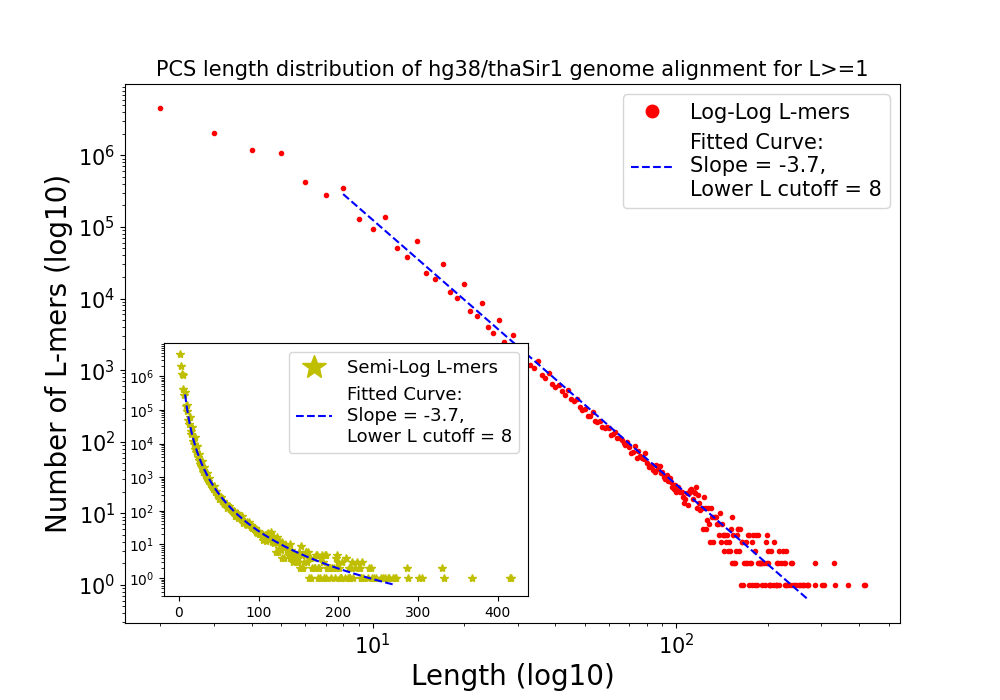 PCS length distribution of hg38/thaSir1 genome alignment for L>=1
Number of L-mers (log10)
10^6
10^5
10^4
10^3
10^2
10^1
10^0
Log-Log L-mers
Fitted Curve:
Slope = -3.7,
Lower L cutoff = 8
10^6
10^5
10^4
10^3
10^2
10^1
10^0
Semi-Log L-mers
Fitted Curve:
Slope = -3.7,
Lower L cutoff = 8
0 100 200 300 400
10^1 10^2
Length (log10)